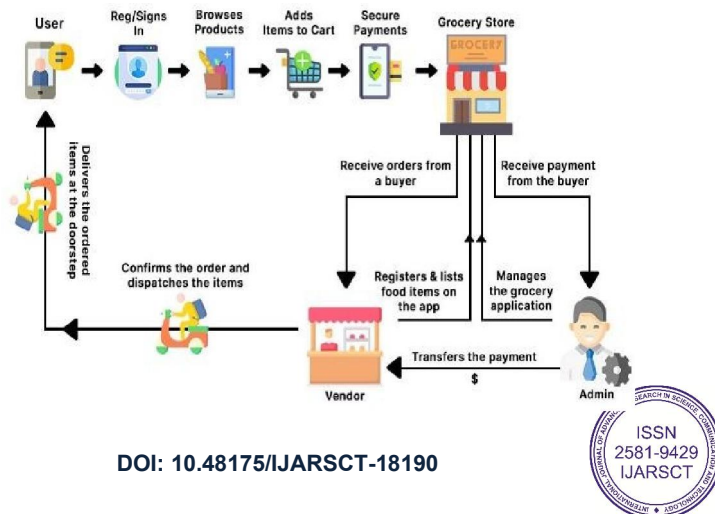 User
Reg/Signs
In
Browses
Products
Adds
Items to Cart
Secure
Payments
Grocery Store
GROCERY
Receive orders from
a buyer
Receive payment
from the buyer
Delivers the ordered
items at the doorstep
Confirms the order and
dispatches the items
Registers & lists
food items on
the app
Manages
the grocery
application
Transfers the payment
$
Vendor
Admin
DOI: 10.48175/IJARSCT-18190
ISSN
2581-9429
IJARSCT